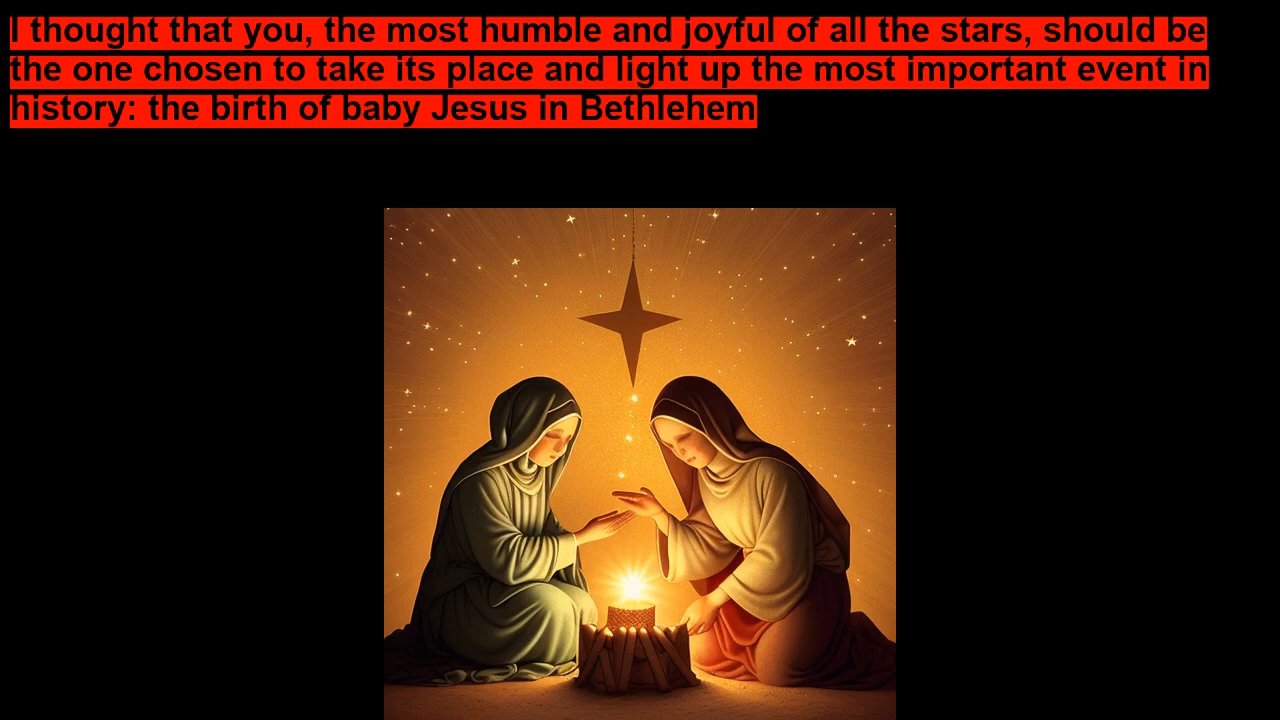 I thought that you, the most humble and joyful of all the stars, should be
the one chosen to take its place and light up the most important event in
history: the birth of baby Jesus in Bethlehem